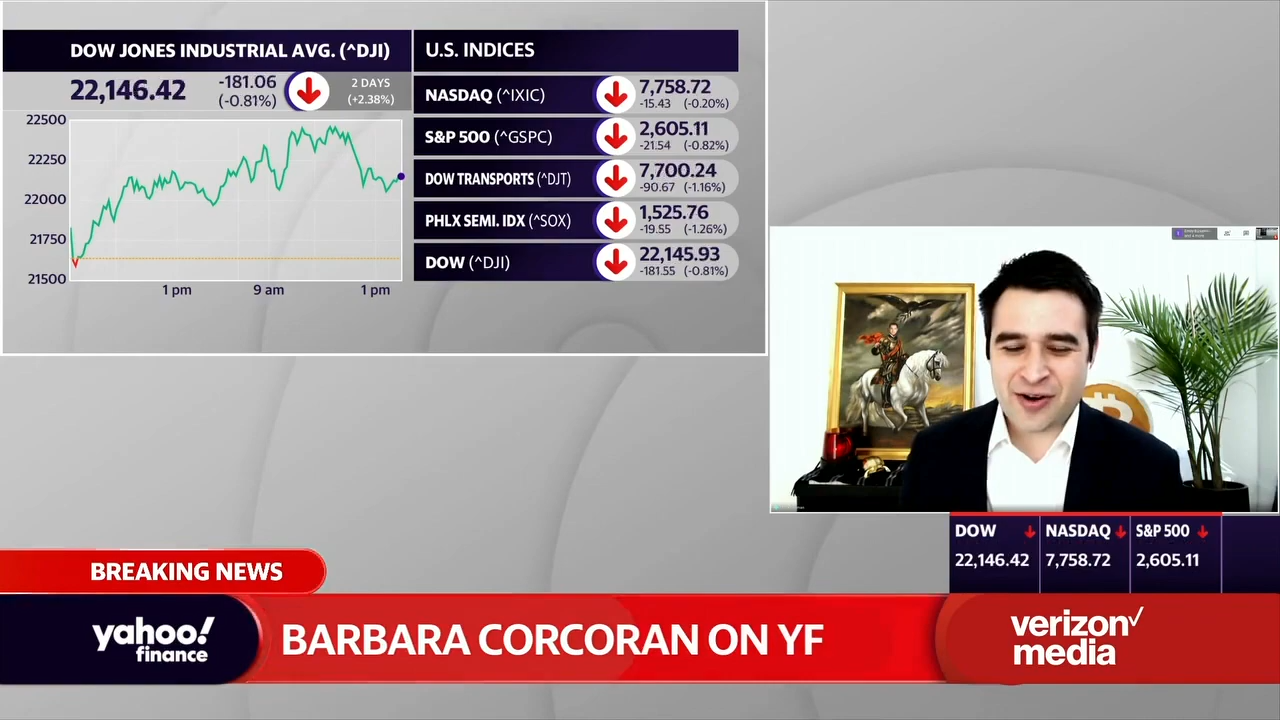 DOW JONES INDUSTRIAL AVG. (^DJI)
22,146.42
-181.06
(-0.81%)
2 DAYS
(+2.38%)
22500
22250
22000
21750
21500
1 pm
9 am
1 pm
U.S. INDICES
NASDAQ (^IXIC)
7,758.72
-15.43 (-0.20%)
S&P 500 (^GSPC)
2,605.11
-21.54 (-0.82%)
DOW TRANSPORTS (^DJT)
7,700.24
-90.67 (-1.16%)
PHLX SEMI. IDX (^SOX)
1,525.76
-19.55 (-1.26%)
DOW (^DJI)
22,145.93
-181.55 (-0.81%)
DOW
22,146.42
NASDAQ
7,758.72
S&P 500
2,605.11
BREAKING NEWS
yahoo!
finance
BARBARA CORCORAN ON YF
verizon
media